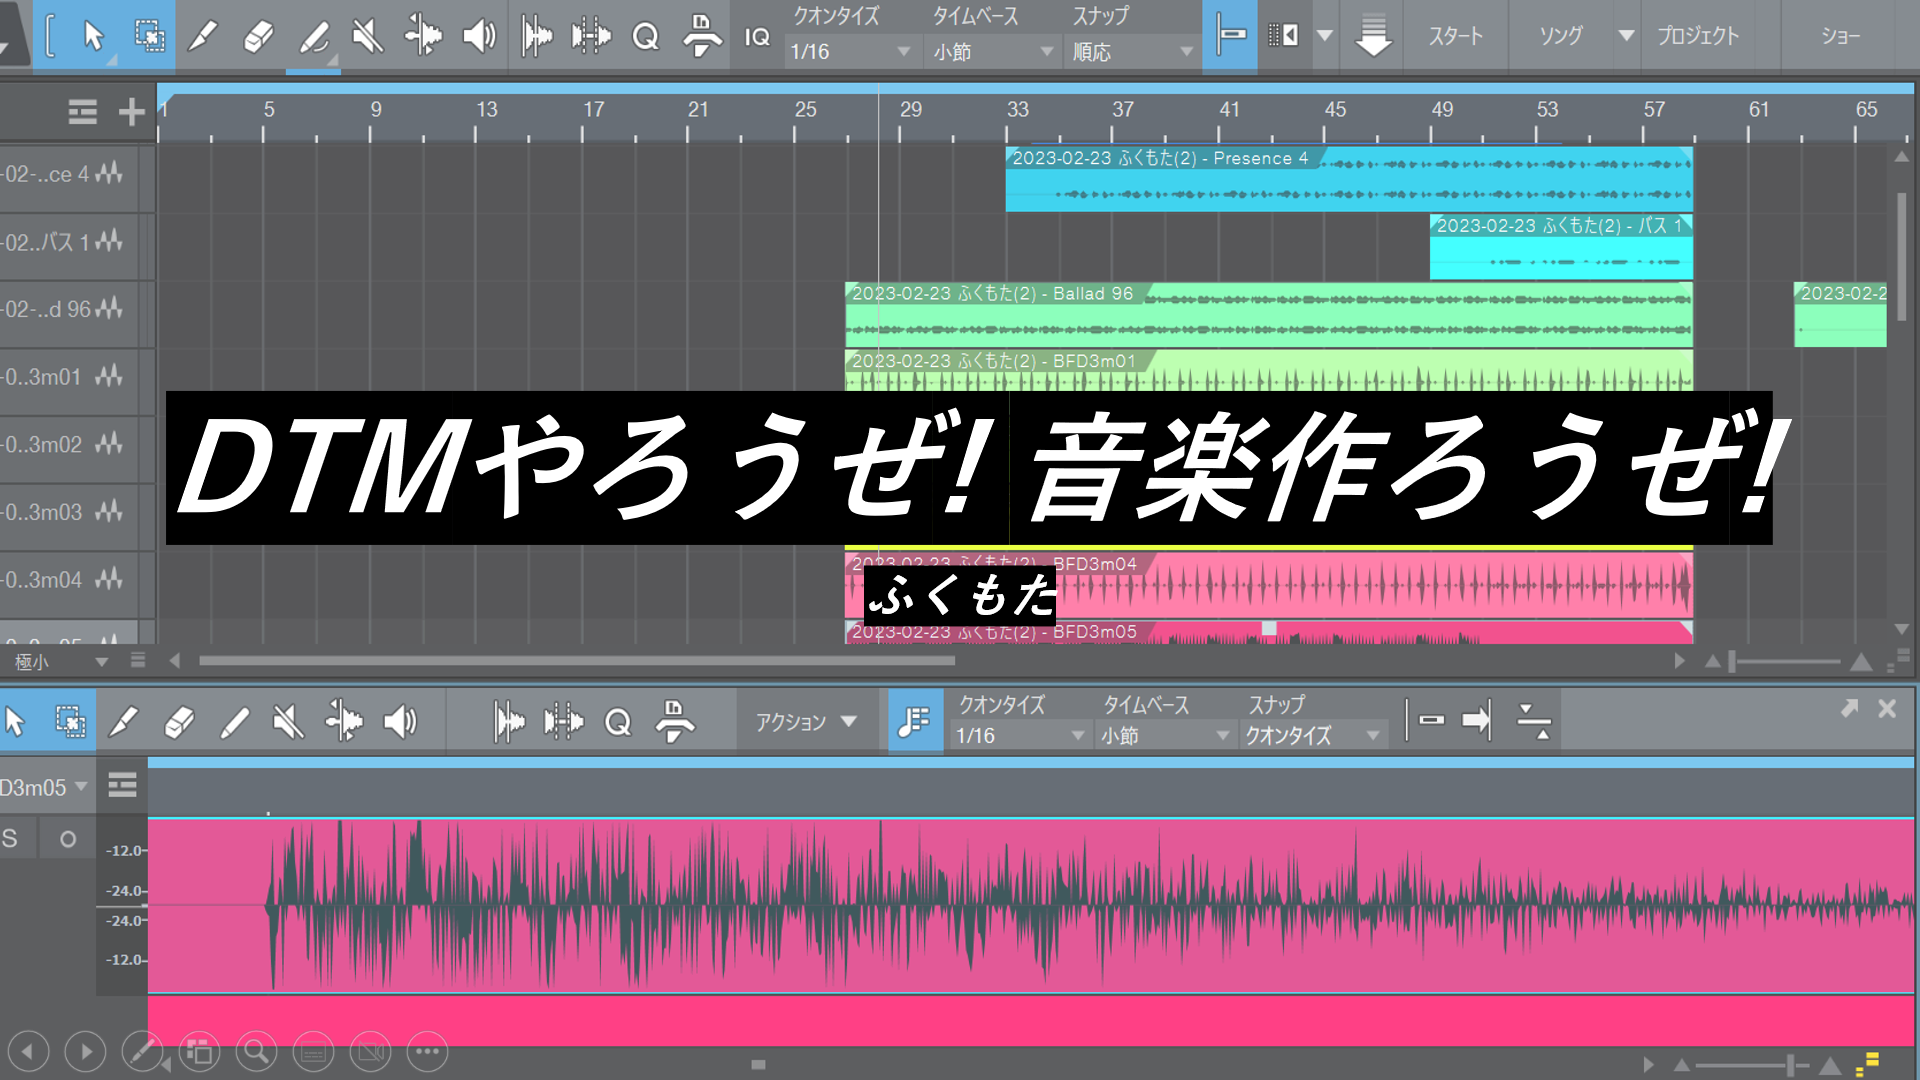 クオンタイズ タイムベース スナップ
IQ 1/16 小節 順応 スタート ソング プロジェクト ショー
1 5 9 13 17 21 25 29 33 37 41 45 49 53 57 61 65
-02-..ce 4
2023-02-23 ふくもた(2) - Presence 4
-02..バス 1
2023-02-23 ふくもた(2) - バス 1
-02-..d 96
2023-02-23 ふくもた(2) - Ballad 96
2023-02-2
-0..3m01
2023-02-23 ふくもた(2) - BFD3m01
-0..3m02
DTMやろうぜ! 音楽作ろうぜ!
-0..3m03
-0..3m04
2023-02-23 ふくもた(2) - BFD3m04
ふくもた
2023-02-23 ふくもた(2) - BFD3m05
極小
クオンタイズ タイムベース スナップ
アクション 1/16 小節 クオンタイズ
D3m05
S
-12.0
-24.0
-24.0
-12.0